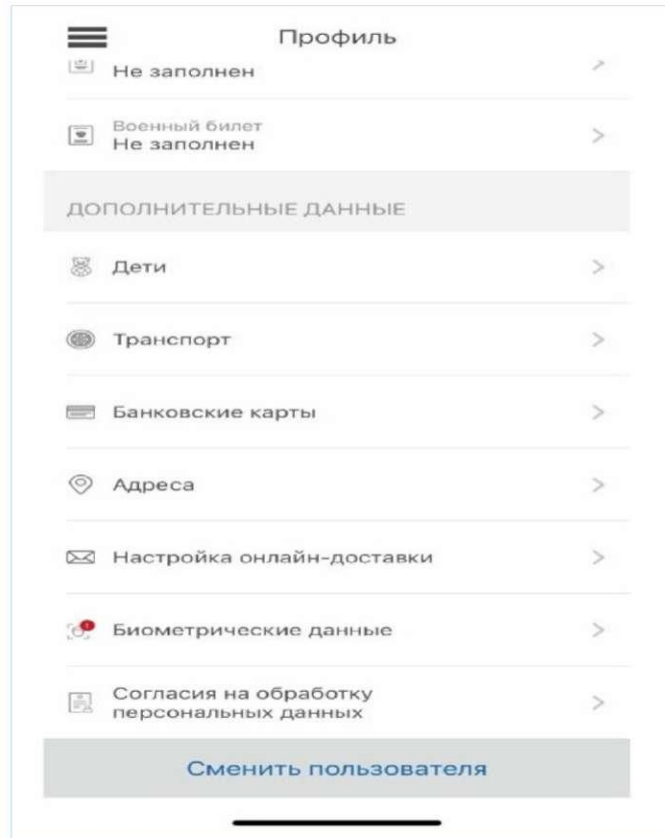 Профиль
Не заполнен
Военный билет
Не заполнен
ДОПОЛНИТЕЛЬНЫЕ ДАННЫЕ
Дети
Транспорт
Банковские карты
Адреса
Настройка онлайн-доставки
Биометрические данные
Согласия на обработку
персональных данных
Сменить пользователя